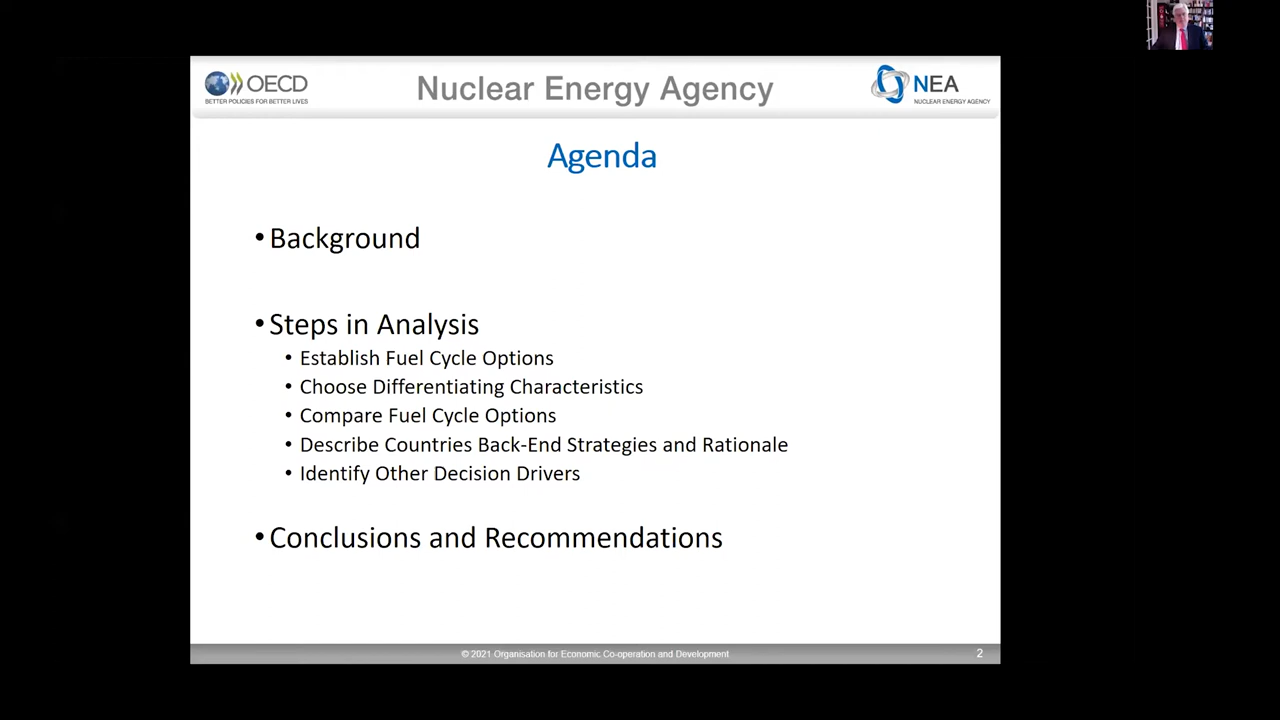 OECD
BETTER POLICIES FOR BETTER LIVES
Nuclear Energy Agency
NEA
NUCLEAR ENERGY AGENCY
Agenda
• Background
• Steps in Analysis
• Establish Fuel Cycle Options
• Choose Differentiating Characteristics
• Compare Fuel Cycle Options
• Describe Countries Back-End Strategies and Rationale
• Identify Other Decision Drivers
• Conclusions and Recommendations
© 2021 Organisation for Economic Co-operation and Development
2